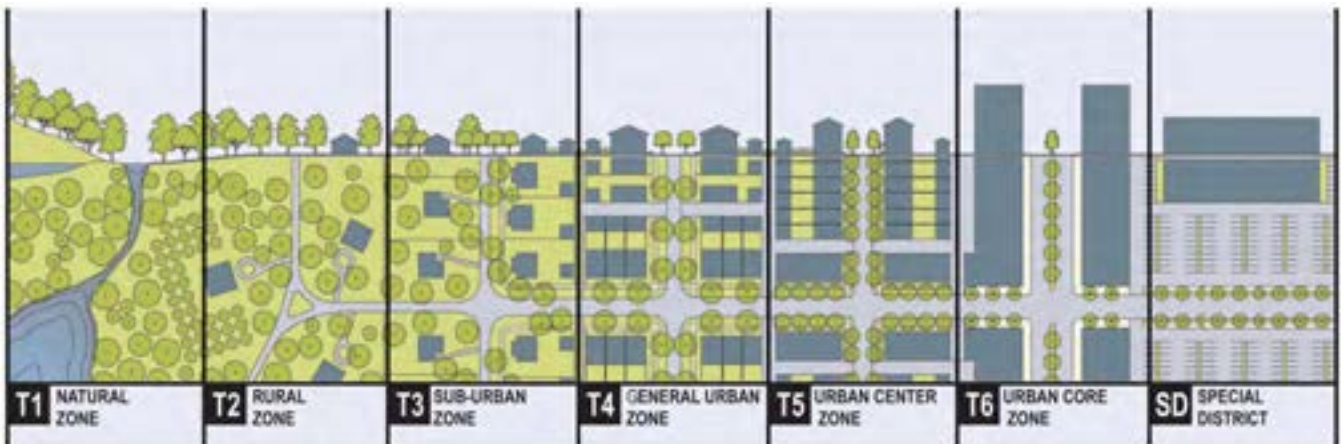 T1 NATURAL
ZONE
T2 RURAL
ZONE
T3 SUB-URBAN
ZONE
T4 GENERAL URBAN
ZONE
T5 URBAN CENTER
ZONE
T6 URBAN CORE
ZONE
SD SPECIAL
DISTRICT